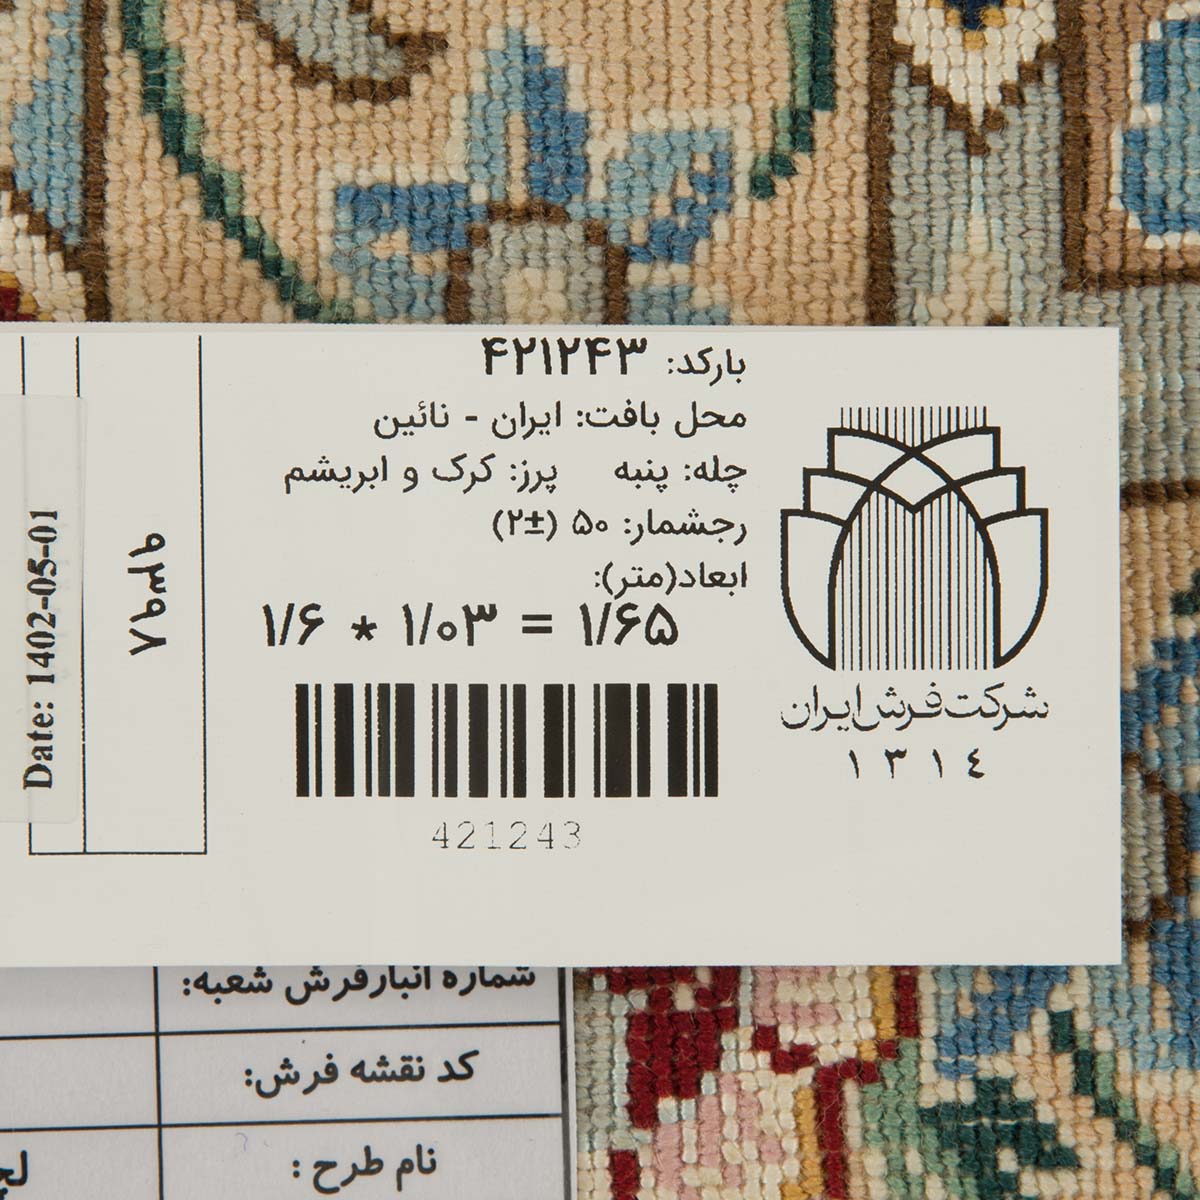 بارکد: ۴۲۱۲۴۳
محل بافت: ایران - نائین
چله: پنبه پرز: کرک و ابریشم
رجشمار: ۵۰ (±۲)
ابعاد(متر):
۱/۶ * ۱/۰۳ = ۱/۶۵
421243
شرکت فرش ایران
۱۳۱٤
۹۳۹۸
Date: 1402-05-01
شماره انبارفرش شعبه:
کد نقشه فرش:
نام طرح :